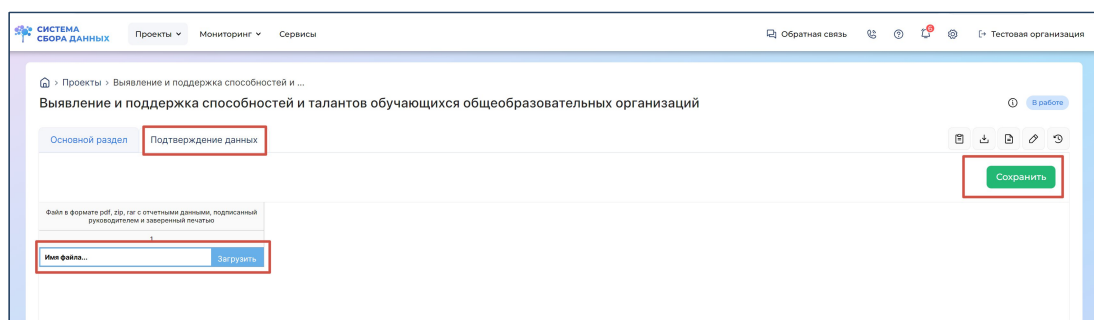 СИСТЕМА
СБОРА ДАННЫХ
Проекты Мониторинг Сервисы Обратная связь 6 Тестовая организация
Проекты > Выявление и поддержка способностей и ...
Выявление и поддержка способностей и талантов обучающихся общеобразовательных организаций В работе
Основной раздел Подтверждение данных
Сохранить
Файл в формате pdf, zip, rar с отчетными данными, подписанный
руководителем и заверенный печатью
1
Имя файла... Загрузить